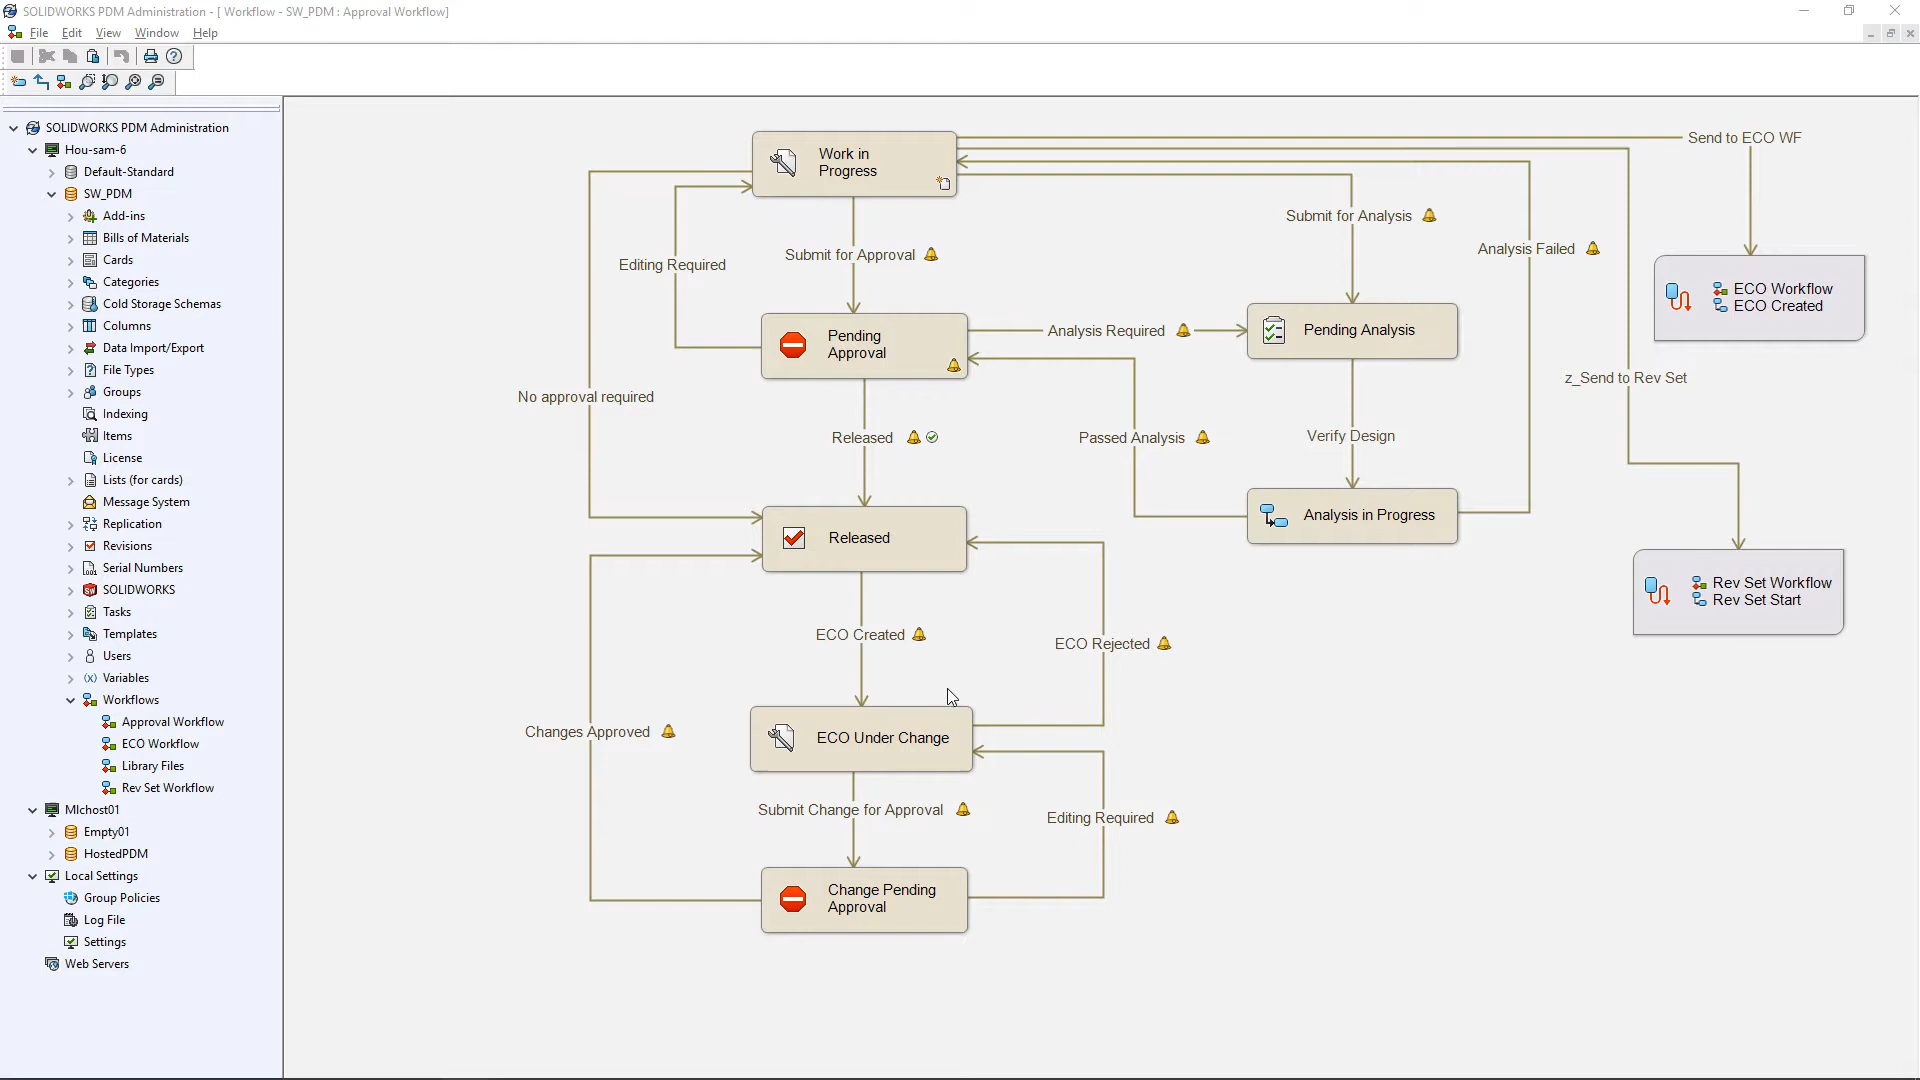 SOLIDWORKS PDM Administration - [ Workflow - SW_PDM : Approval Workflow]
File Edit View Window Help
SOLIDWORKS PDM Administration
Hou-sam-6
Default-Standard
SW_PDM
Add-ins
Bills of Materials
Cards
Categories
Cold Storage Schemas
Columns
Data Import/Export
File Types
Groups
Indexing
Items
License
Lists (for cards)
Message System
Replication
Revisions
Serial Numbers
SOLIDWORKS
Tasks
Templates
Users
Variables
Workflows
Approval Workflow
ECO Workflow
Library Files
Rev Set Workflow
Mlchost01
Empty01
HostedPDM
Local Settings
Group Policies
Log File
Settings
Web Servers
Work in
Progress
Send to ECO WF
Submit for Analysis
Analysis Failed
Submit for Approval
Editing Required
ECO Workflow
ECO Created
Pending
Approval
Analysis Required
Pending Analysis
z_Send to Rev Set
No approval required
Released
Passed Analysis
Verify Design
Released
Analysis in Progress
Rev Set Workflow
Rev Set Start
ECO Created
ECO Rejected
Changes Approved
ECO Under Change
Submit Change for Approval
Editing Required
Change Pending
Approval